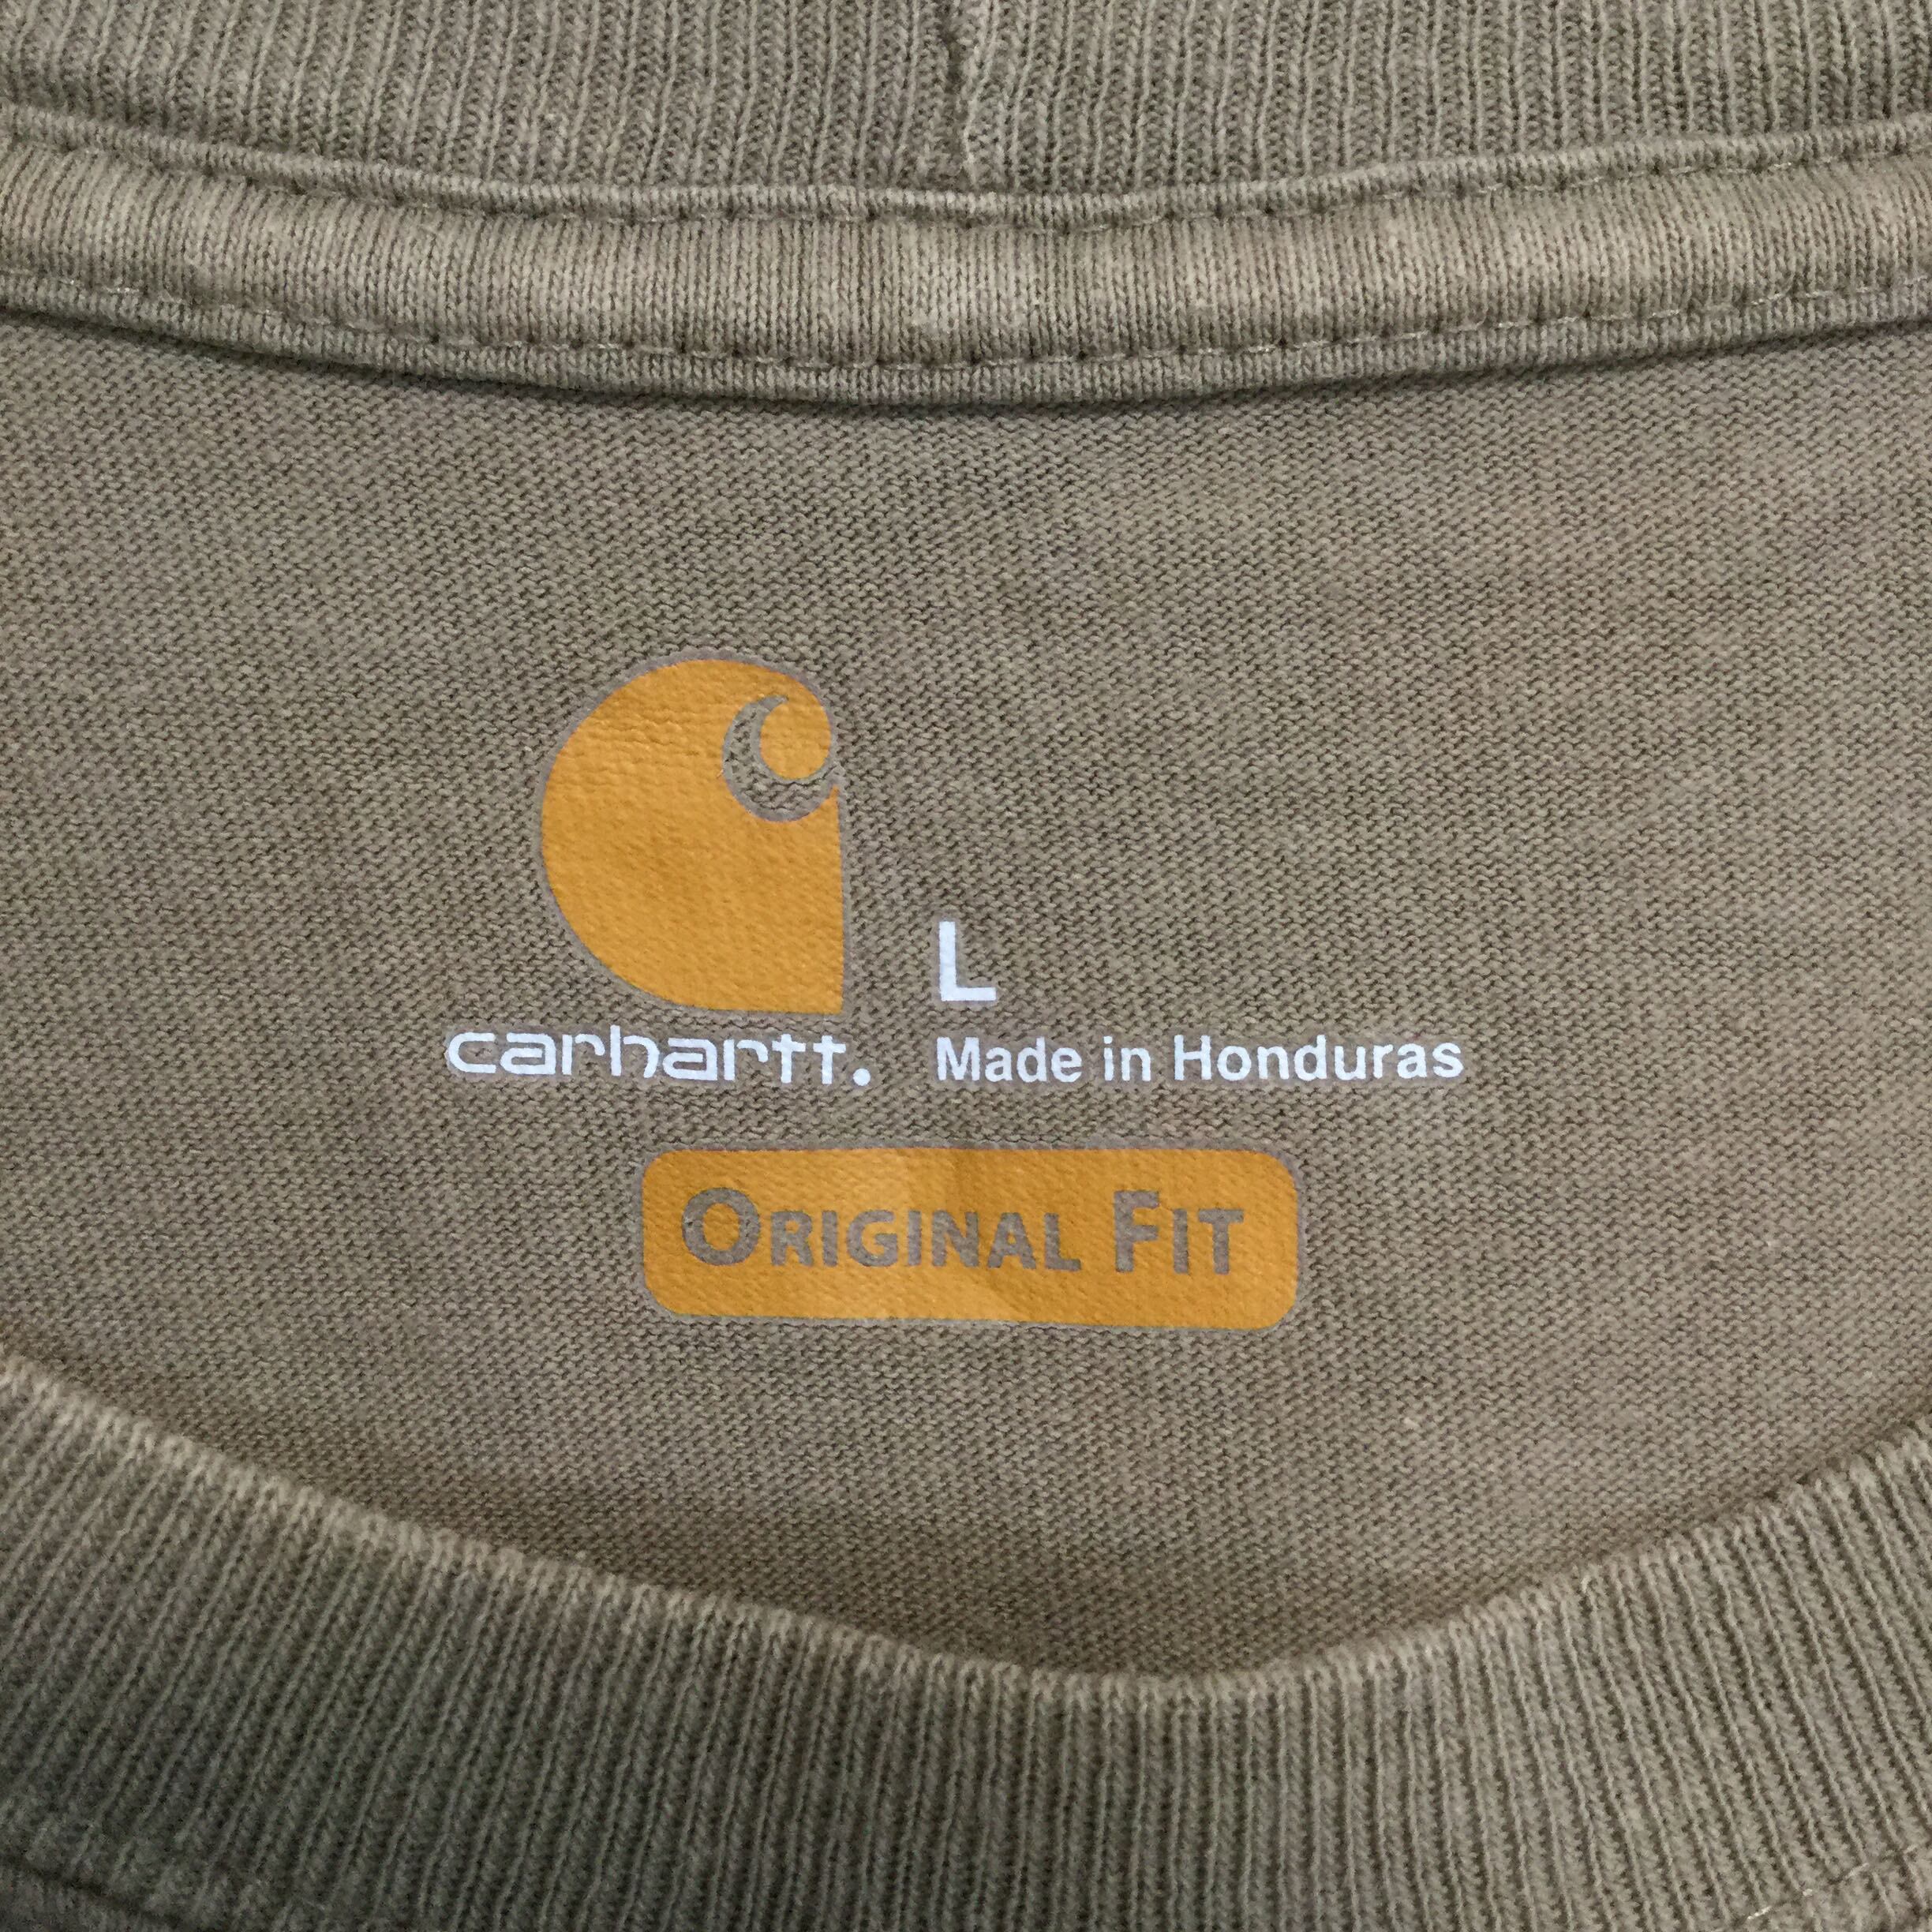 L
carhartt. Made in Honduras
ORIGINAL FIT